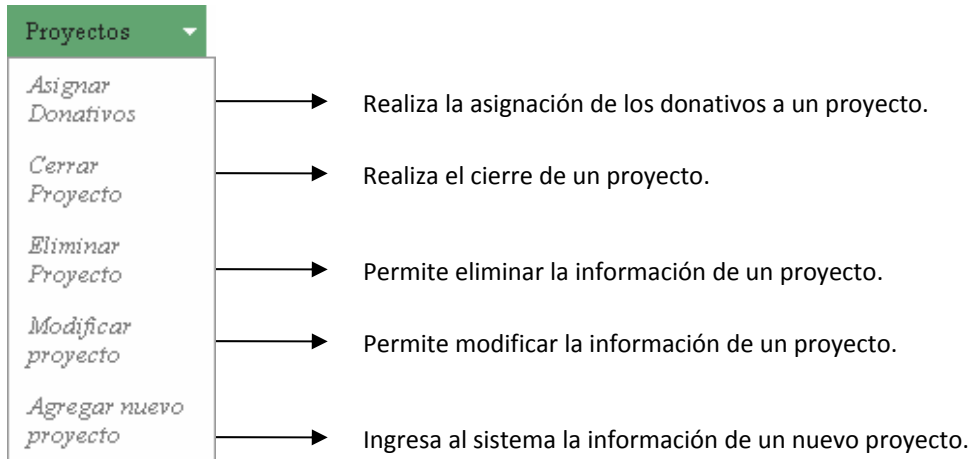 Proyectos
Asignar
Donativos
Realiza la asignación de los donativos a un proyecto.
Cerrar
Proyecto
Realiza el cierre de un proyecto.
Eliminar
Proyecto
Permite eliminar la información de un proyecto.
Modificar
proyecto
Permite modificar la información de un proyecto.
Agregar nuevo
proyecto
Ingresa al sistema la información de un nuevo proyecto.